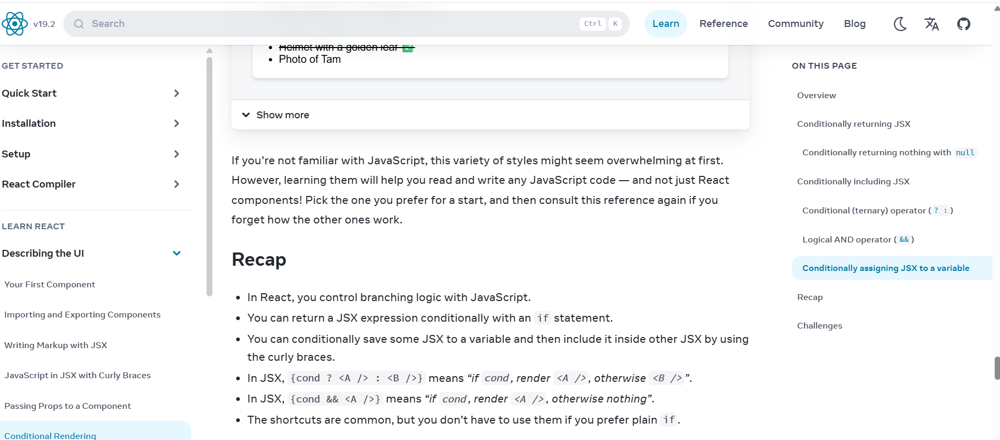 v19.2
Search
Ctrl K
Learn
Reference
Community
Blog
GET STARTED
Quick Start
Installation
Setup
React Compiler
LEARN REACT
Describing the UI
Your First Component
Importing and Exporting Components
Writing Markup with JSX
JavaScript in JSX with Curly Braces
Passing Props to a Component
Conditional Rendering
• Helmet with a golden leaf ✅
• Photo of Tam
Show more
If you’re not familiar with JavaScript, this variety of styles might seem overwhelming at first.
However, learning them will help you read and write any JavaScript code — and not just React
components! Pick the one you prefer for a start, and then consult this reference again if you
forget how the other ones work.
Recap
• In React, you control branching logic with JavaScript.
• You can return a JSX expression conditionally with an if statement.
• You can conditionally save some JSX to a variable and then include it inside other JSX by using
the curly braces.
• In JSX, {cond ? <A /> : <B />} means “if cond, render <A />, otherwise <B />”.
• In JSX, {cond && <A />} means “if cond, render <A />, otherwise nothing”.
• The shortcuts are common, but you don’t have to use them if you prefer plain if.
ON THIS PAGE
Overview
Conditionally returning JSX
Conditionally returning nothing with null
Conditionally including JSX
Conditional (ternary) operator (? :)
Logical AND operator (&&)
Conditionally assigning JSX to a variable
Recap
Challenges